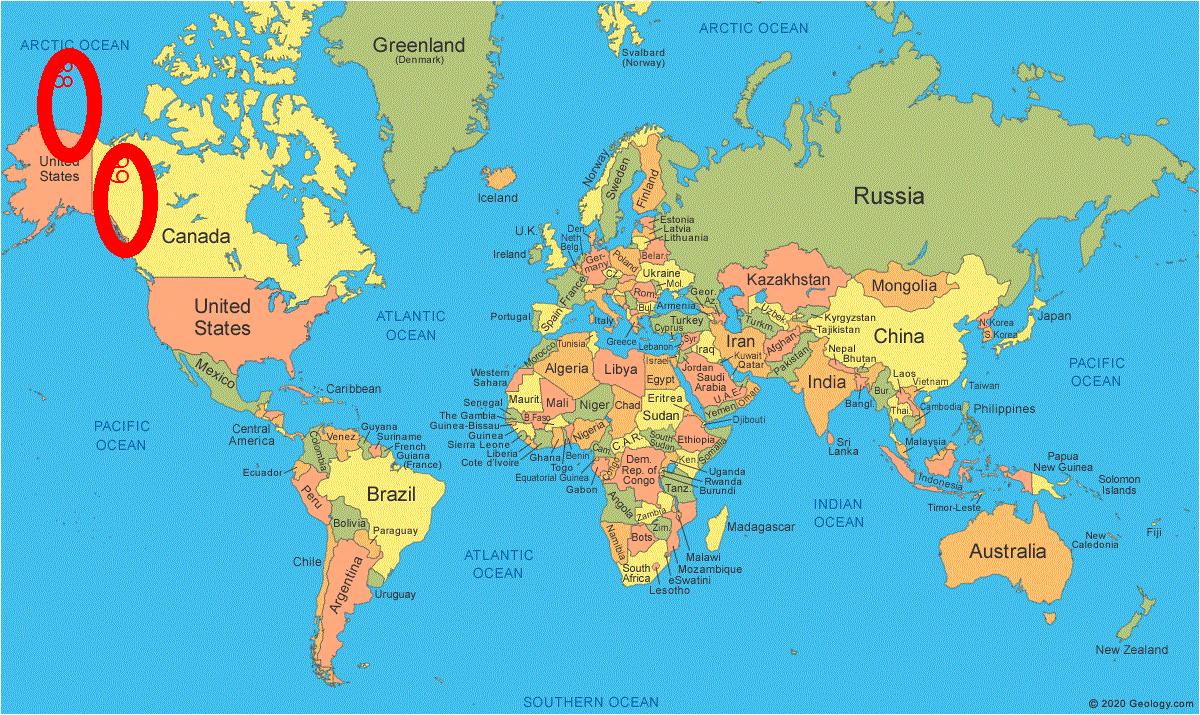 ARCTIC OCEAN
ARCTIC OCEAN
Greenland
(Denmark)
Svalbard
(Norway)
88
69
United
States
Canada
Iceland
Norway
Sweden
Finland
Russia
Estonia
Latvia
Lithuania
U.K.
Ireland
Den.
Neth.
Belg.
Ger-
many
Poland
Belar.
Cz.
Ukraine
Mol.
France
Rom.
Bul.
Kazakhstan
Mongolia
United
States
ATLANTIC
OCEAN
Portugal
Spain
Italy
Greece
Turkey
Cyprus
Lebanon
Israel
Syr.
Iraq
Armenia
Geor.
Az.
Uzbek.
Turkm.
Kyrgyzstan
Tajikistan
Iran
Afghan.
Pakistan
China
N.Korea
S.Korea
Japan
Nepal
Bhutan
PACIFIC
OCEAN
Mexico
Morocco
Tunisia
Algeria
Libya
Egypt
Jordan
Kuwait
Qatar
Saudi
Arabia
U.A.E.
Oman
Yemen
India
Bangl.
Bur.
Laos
Vietnam
Taiwan
Thai.
Cambodia
Philippines
Western
Sahara
Caribbean
Maurit.
Mali
Niger
Chad
Sudan
Eritrea
Djibouti
PACIFIC
OCEAN
Central
America
Senegal
The Gambia
Guinea-Bissau
Guinea
Sierra Leone
Liberia
Cote d'Ivoire
B.Faso
Ghana
Togo
Benin
Nigeria
Cam.
Equatorial Guinea
Gabon
Congo
C.A.R.
South
Sudan
Ethiopia
Somalia
Ken.
Uganda
Rwanda
Burundi
Sri
Lanka
Malaysia
Indonesia
Papua
New Guinea
Solomon
Islands
Timor-Leste
Guyana
Suriname
French
Guiana
(France)
Venez.
Colombia
Ecuador
Peru
Brazil
Bolivia
Paraguay
Chile
Argentina
Uruguay
Dem.
Rep. of
Congo
Tanz.
Angola
Zambia
Zim.
Namibia
Bots.
South
Africa
Malawi
Mozambique
eSwatini
Lesotho
Madagascar
INDIAN
OCEAN
ATLANTIC
OCEAN
Fiji
New
Caledonia
Australia
New Zealand
SOUTHERN OCEAN
© 2020 Geology.com